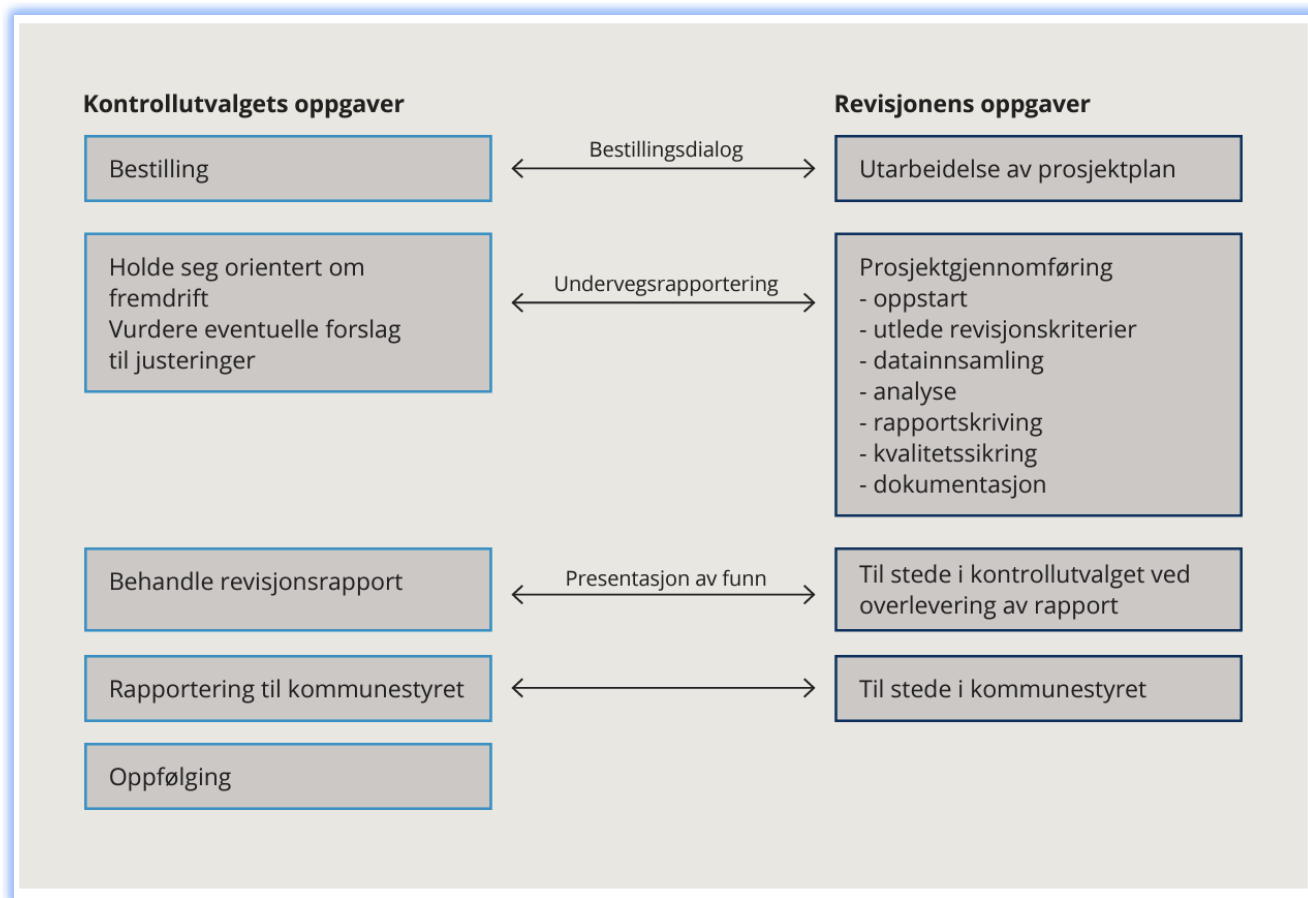 Kontrollutvalgets oppgaver
Revisjonens oppgaver
Bestilling
Bestillingsdialog
Utarbeidelse av prosjektplan
Holde seg orientert om
fremdrift
Vurdere eventuelle forslag
til justeringer
Undervegsrapportering
Prosjektgjennomføring
- oppstart
- utlede revisjonskriterier
- datainnsamling
- analyse
- rapportskriving
- kvalitetssikring
- dokumentasjon
Behandle revisjonsrapport
Presentasjon av funn
Til stede i kontrollutvalget ved
overlevering av rapport
Rapportering til kommunestyret
Til stede i kommunestyret
Oppfølging